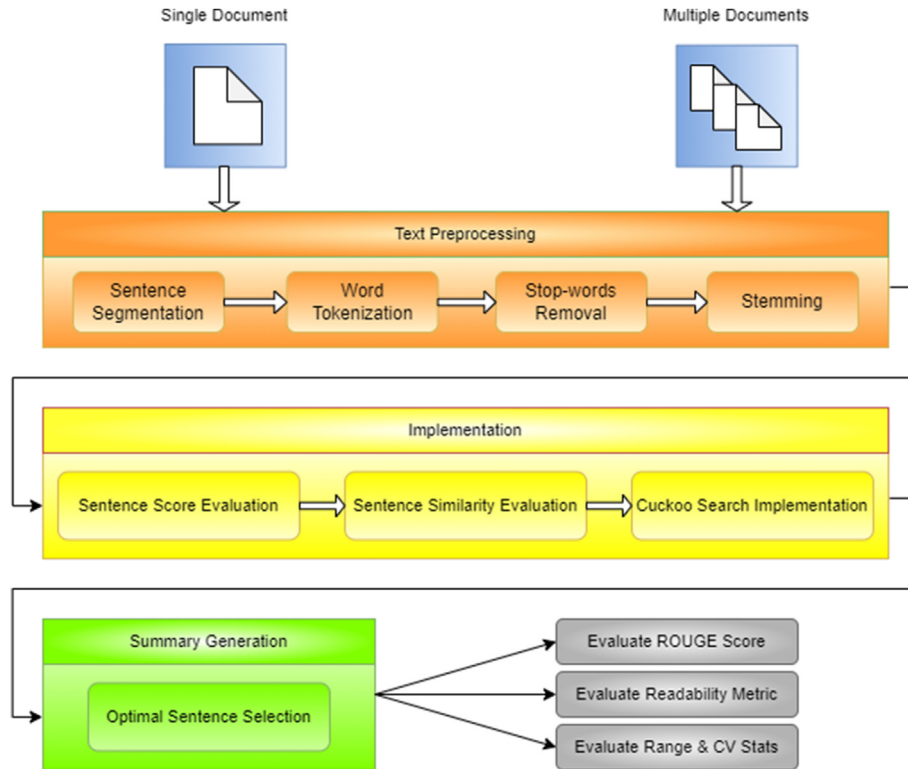 Single Document
Multiple Documents
Text Preprocessing
Sentence
Segmentation
Word
Tokenization
Stop-words
Removal
Stemming
Implementation
Sentence Score Evaluation
Sentence Similarity Evaluation
Cuckoo Search Implementation
Summary Generation
Optimal Sentence Selection
Evaluate ROUGE Score
Evaluate Readability Metric
Evaluate Range & CV Stats